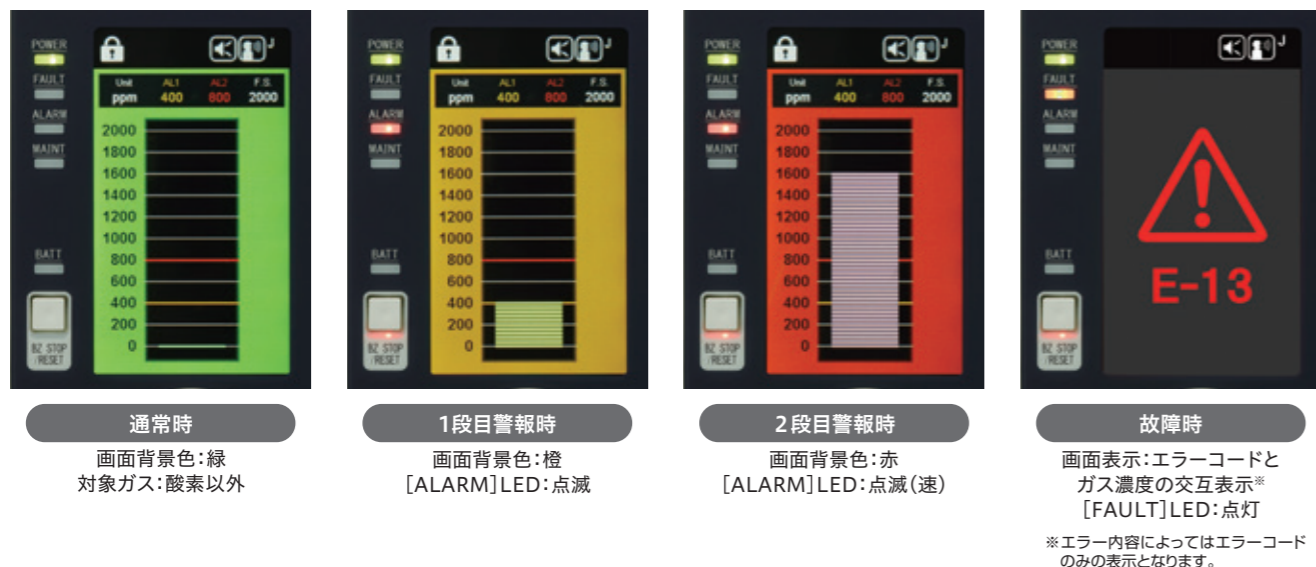 POWER
FAULT
ALARM
MAINT
BATT
BZ STOP
/RESET
J
Unit AL1 AL2 F.S.
ppm 400 800 2000
2000
1800
1600
1400
1200
1000
800
600
400
200
0
通常時
画面背景色:緑
対象ガス:酸素以外
POWER
FAULT
ALARM
MAINT
BATT
BZ STOP
/RESET
J
Unit AL1 AL2 F.S.
ppm 400 800 2000
2000
1800
1600
1400
1200
1000
800
600
400
200
0
1段目警報時
画面背景色:橙
[ALARM]LED:点滅
POWER
FAULT
ALARM
MAINT
BATT
BZ STOP
/RESET
J
Unit AL1 AL2 F.S.
ppm 400 800 2000
2000
1800
1600
1400
1200
1000
800
600
400
200
0
2段目警報時
画面背景色:赤
[ALARM]LED:点滅(速)
POWER
FAULT
ALARM
MAINT
BATT
BZ STOP
/RESET
J
E-13
故障時
画面表示:エラーコードと
ガス濃度の交互表示※
[FAULT]LED:点灯
※エラー内容によってはエラーコード
のみの表示となります。